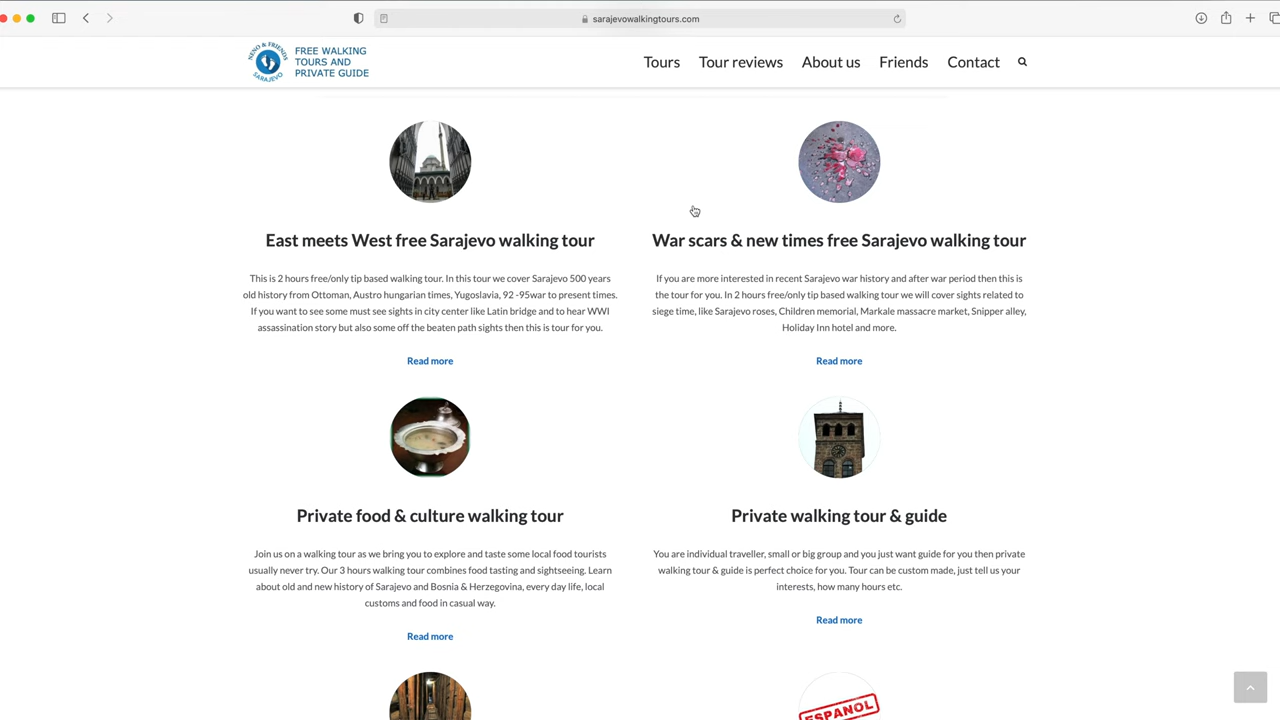 sarajevowalkingtours.com
NENO & FRIENDS
SARAJEVO
FREE WALKING
TOURS AND
PRIVATE GUIDE
Tours
Tour reviews
About us
Friends
Contact
East meets West free Sarajevo walking tour
This is 2 hours free/only tip based walking tour. In this tour we cover Sarajevo 500 years
old history from Ottoman, Austro hungarian times, Yugoslavia, 92 -95war to present times.
If you want to see some must see sights in city center like Latin bridge and to hear WWI
assassination story but also some off the beaten path sights then this is tour for you.
Read more
War scars & new times free Sarajevo walking tour
If you are more interested in recent Sarajevo war history and after war period then this is
the tour for you. In 2 hours free/only tip based walking tour we will cover sights related to
siege time, like Sarajevo roses, Children memorial, Markale massacre market, Snipper alley,
Holiday Inn hotel and more.
Read more
Private food & culture walking tour
Join us on a walking tour as we bring you to explore and taste some local food tourists
usually never try. Our 3 hours walking tour combines food tasting and sightseeing. Learn
about old and new history of Sarajevo and Bosnia & Herzegovina, every day life, local
customs and food in casual way.
Read more
Private walking tour & guide
You are individual traveller, small or big group and you just want guide for you then private
walking tour & guide is perfect choice for you. Tour can be custom made, just tell us your
interests, how many hours etc.
Read more
ESPANOL